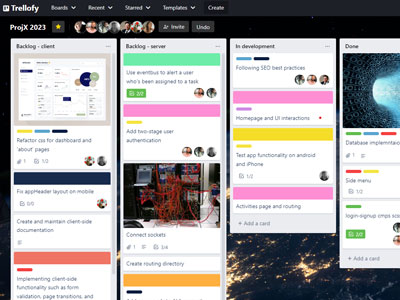 Trellofy
Boards
Recent
Starred
Templates
Create
ProjX 2023
Invite
Undo
Backlog - client
Refactor css for dashboard and
'about' pages
1
1/2
Fix appHeader layout on mobile
0/0
Create and maintain client-side
documentation
Implementing client-side
functionality such as form
validation, page transitions, and
Backlog - server
Use eventbus to alert a user
who's been assigned to a task
2/2
Add two-stage user
authentication
Connect sockets
2/4
Create routing directory
In development
Following SEO best practices
Homepage and UI interactions
Test app functionality on android
and iPhone
1/2
Activities page and routing
+ Add a card
Done
Database
1
Side menu
1/2
login-signup cmps
2/2
+ Add a card